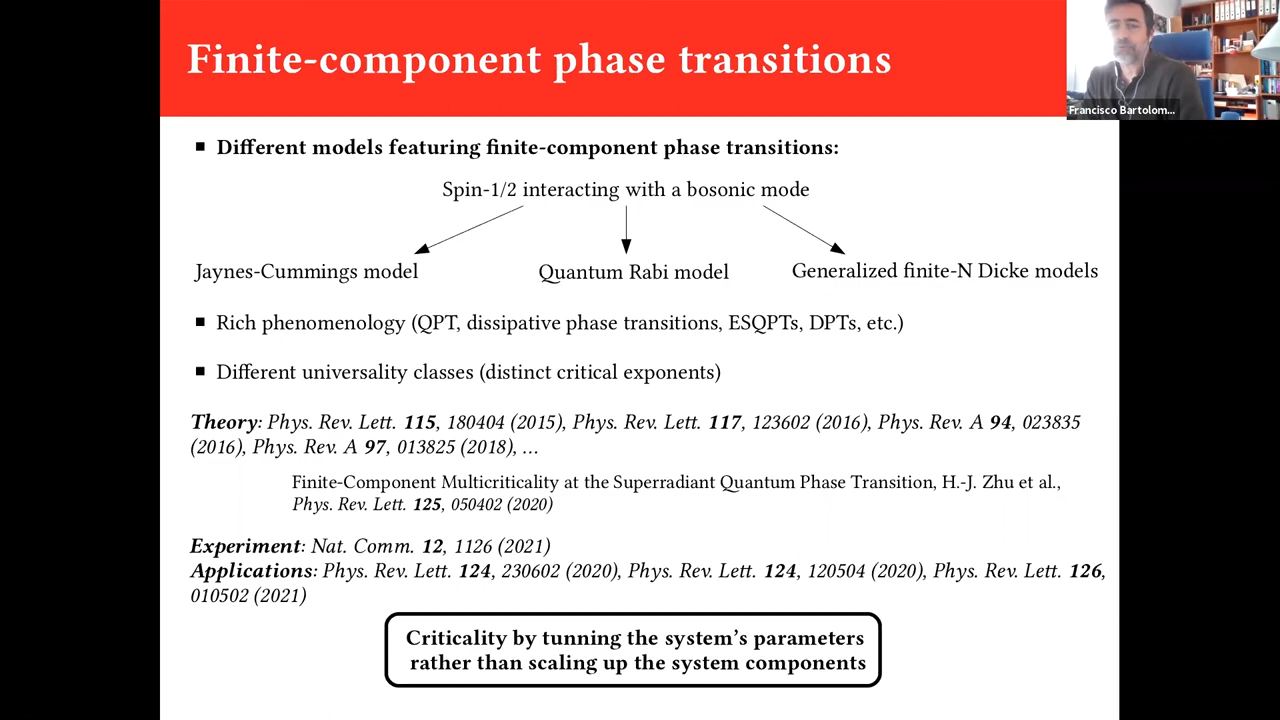 Finite-component phase transitions
Francisco Bartolom...
▪ Different models featuring finite-component phase transitions:
Spin-1/2 interacting with a bosonic mode
Jaynes-Cummings model
Quantum Rabi model
Generalized finite-N Dicke models
▪ Rich phenomenology (QPT, dissipative phase transitions, ESQPTs, DPTs, etc.)
▪ Different universality classes (distinct critical exponents)
Theory: Phys. Rev. Lett. 115, 180404 (2015), Phys. Rev. Lett. 117, 123602 (2016), Phys. Rev. A 94, 023835
(2016), Phys. Rev. A 97, 013825 (2018), ...
Finite-Component Multicriticality at the Superradiant Quantum Phase Transition, H.-J. Zhu et al.,
Phys. Rev. Lett. 125, 050402 (2020)
Experiment: Nat. Comm. 12, 1126 (2021)
Applications: Phys. Rev. Lett. 124, 230602 (2020), Phys. Rev. Lett. 124, 120504 (2020), Phys. Rev. Lett. 126,
010502 (2021)
Criticality by tunning the system's parameters
rather than scaling up the system components